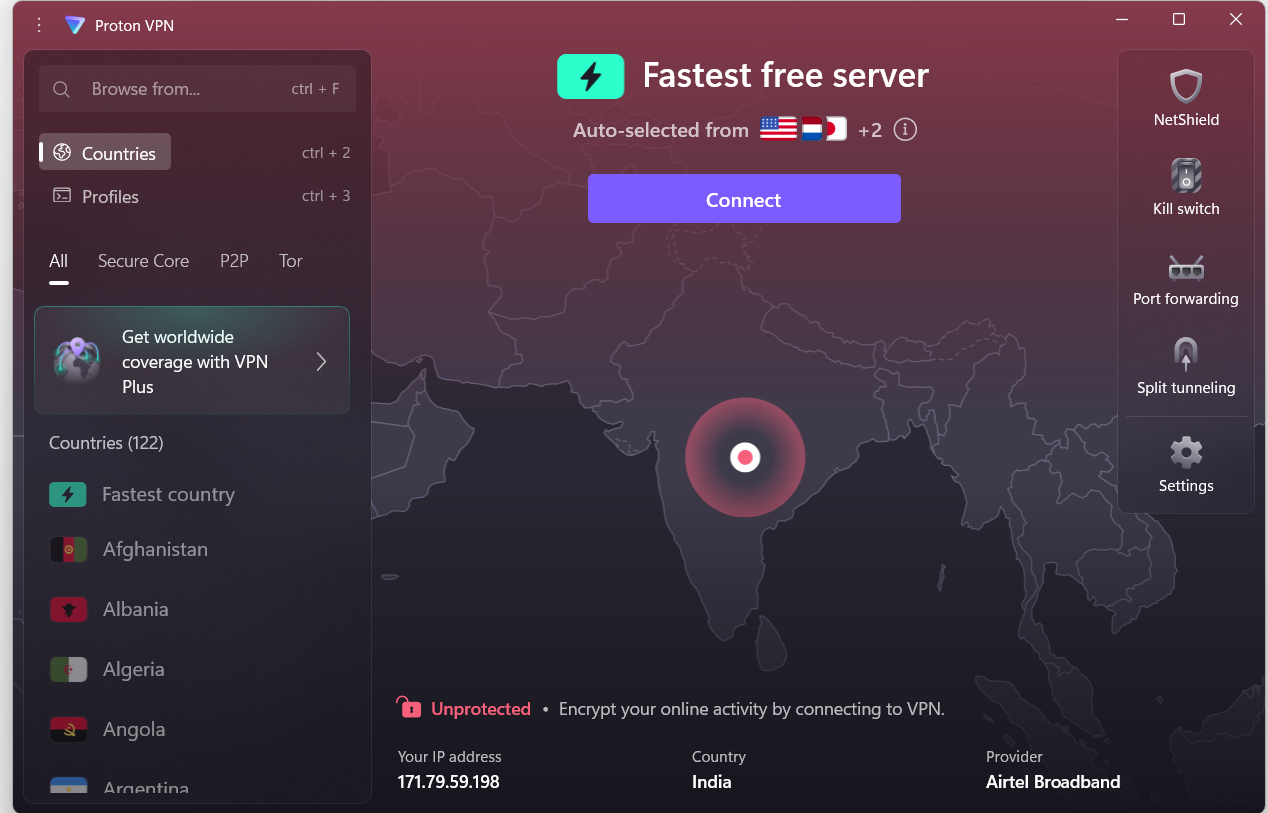 Proton VPN
Browse from...
ctrl + F
Countries
ctrl + 2
Profiles
ctrl + 3
All
Secure Core
P2P
Tor
Get worldwide
coverage with VPN
Plus
Countries (122)
Fastest country
Afghanistan
Albania
Algeria
Angola
Argentina
Fastest free server
Auto-selected from
+2
Connect
Unprotected • Encrypt your online activity by connecting to VPN.
Your IP address
171.79.59.198
Country
India
Provider
Airtel Broadband
NetShield
Kill switch
Port forwarding
Split tunneling
Settings